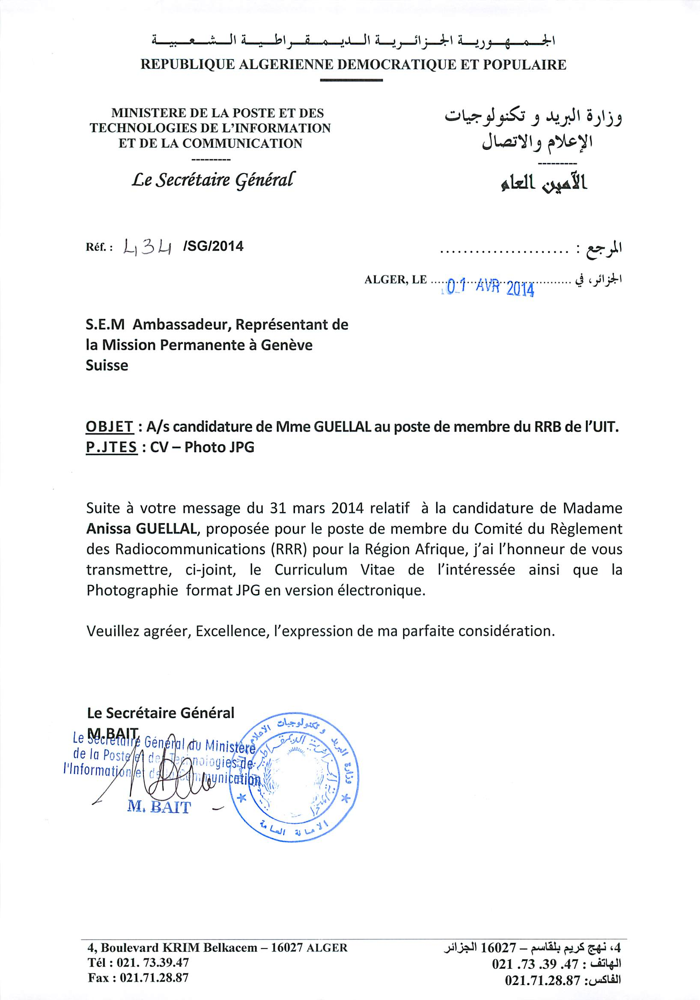 الجمهورية الجزائرية الديمقراطية الشعبية
REPUBLIQUE ALGERIENNE DEMOCRATIQUE ET POPULAIRE
MINISTERE DE LA POSTE ET DES
TECHNOLOGIES DE L'INFORMATION
ET DE LA COMMUNICATION
---------
Le Secrétaire Général
وزارة البريد و تكنولوجيات
الإعلام والاتصال
---------
الآمين العام
Réf. : 434 /SG/2014
المرجع : ......................
ALGER, LE ................................................ الجزائر، في
01 AVR 2014
S.E.M Ambassadeur, Représentant de
la Mission Permanente à Genève
Suisse
OBJET : A/s candidature de Mme GUELLAL au poste de membre du RRB de l'UIT.
P.JTES : CV – Photo JPG
Suite à votre message du 31 mars 2014 relatif à la candidature de Madame
Anissa GUELLAL, proposée pour le poste de membre du Comité du Règlement
des Radiocommunications (RRR) pour la Région Afrique, j'ai l'honneur de vous
transmettre, ci-joint, le Curriculum Vitae de l'intéressée ainsi que la
Photographie format JPG en version électronique.
Veuillez agréer, Excellence, l'expression de ma parfaite considération.
Le Secrétaire Général
M.BAIT
Le Secrétaire Général du Ministère
de la Poste et des Technologies de
l'Information et de la Communication
M. BAIT
وزارة البريد و تكنولوجيات الاعلام
الجمهورية الجزائرية الديمقراطية
الامانة العامة
4, Boulevard KRIM Belkacem – 16027 ALGER
Tél : 021. 73.39.47
Fax : 021.71.28.87
4، نهج كريم بلقاسم – 16027 الجزائر
الهاتف : 47. 39. 73. 021
الفاكس: 021.71.28.87